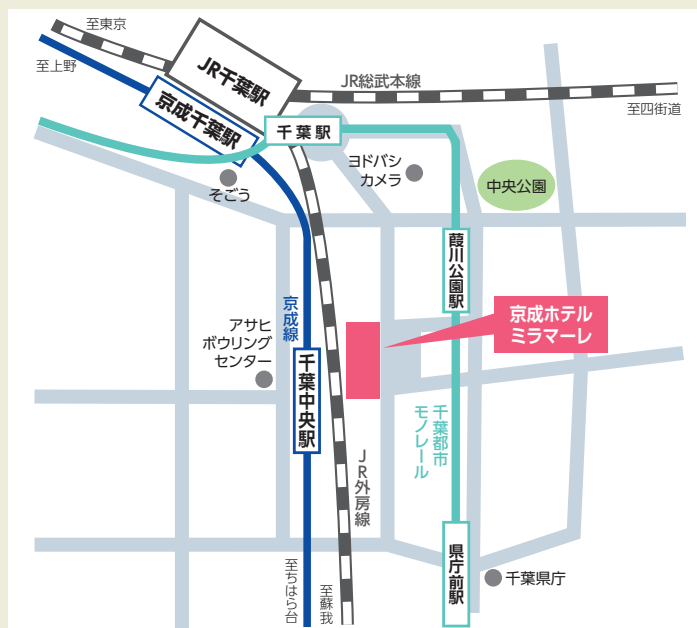 至東京
至上野
JR千葉駅
京成千葉駅
JR総武本線
至四街道
千葉駅
ヨドバシ
カメラ
中央公園
そごう
葭川公園駅
京成ホテル
ミラマーレ
京成線
アサヒ
ボウリング
センター
千葉中央駅
千葉都市
モノレール
JR外房線
県庁前駅
千葉県庁
至ちはら台
至蘇我